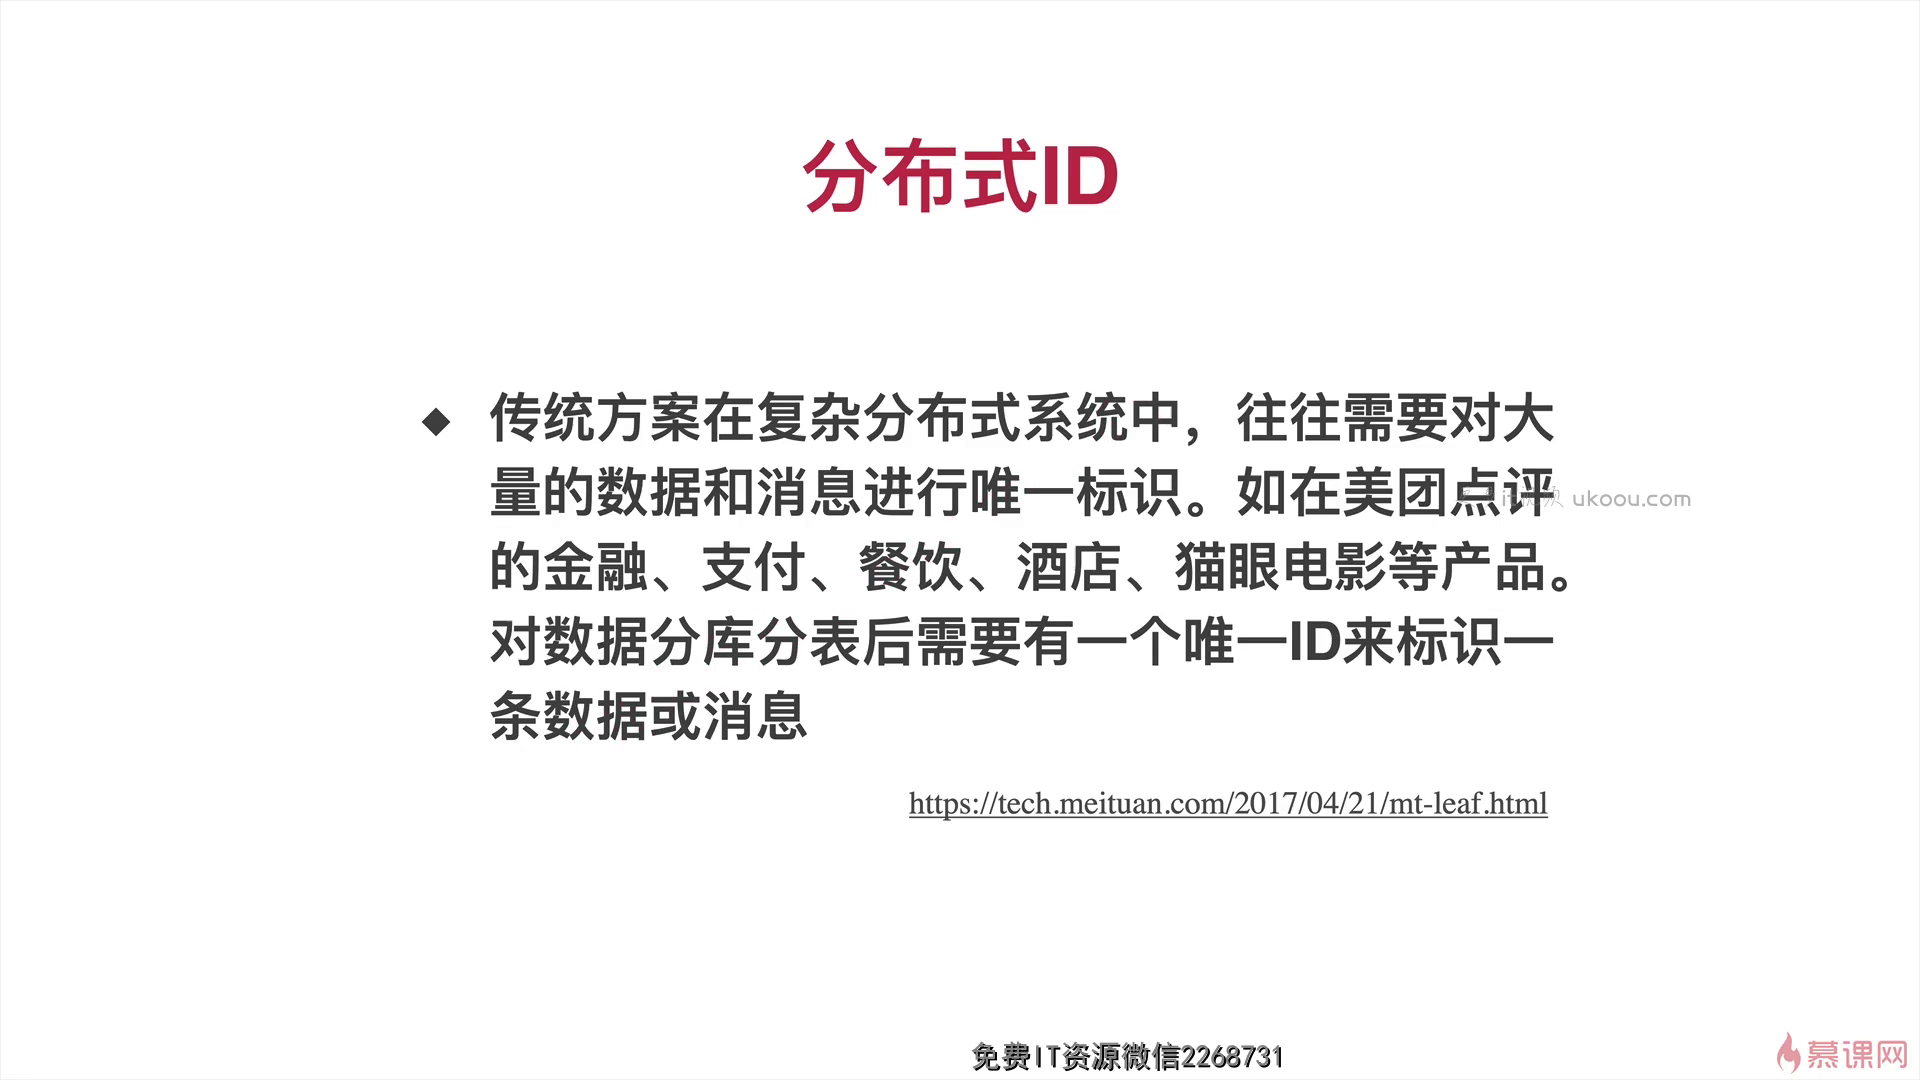 分布式ID
◆ 传统方案在复杂分布式系统中，往往需要对大
量的数据和消息进行唯一标识。如在美团点评
的金融、支付、餐饮、酒店、猫眼电影等产品。
对数据分库分表后需要有一个唯一ID来标识一
条数据或消息
ukoou.com
https://tech.meituan.com/2017/04/21/mt-leaf.html
免费IT资源微信2268731
慕课网